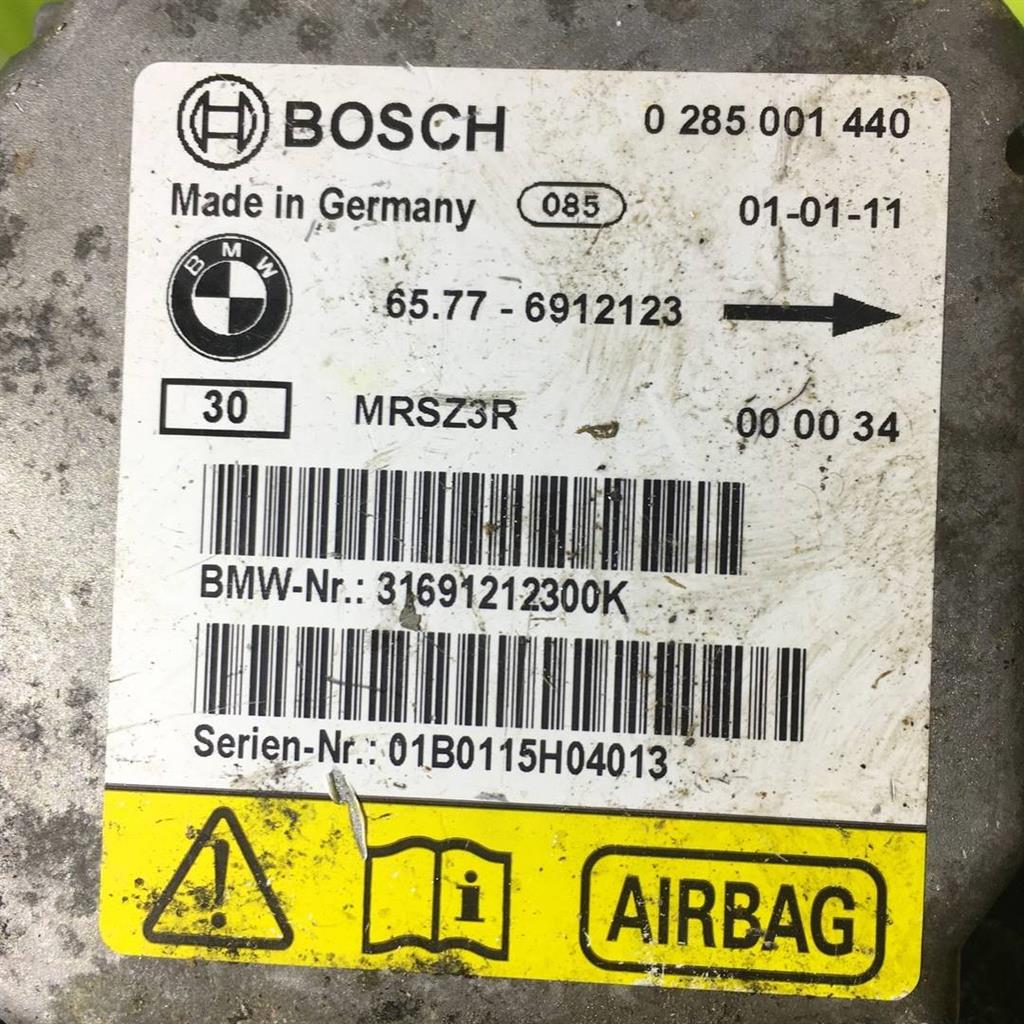 BOSCH 0 285 001 440
Made in Germany 085 01-01-11
BMW
65.77 - 6912123
30 MRSZ3R 00 00 34
BMW-Nr.: 31691212300K
Serien-Nr.: 01B0115H04013
i AIRBAG